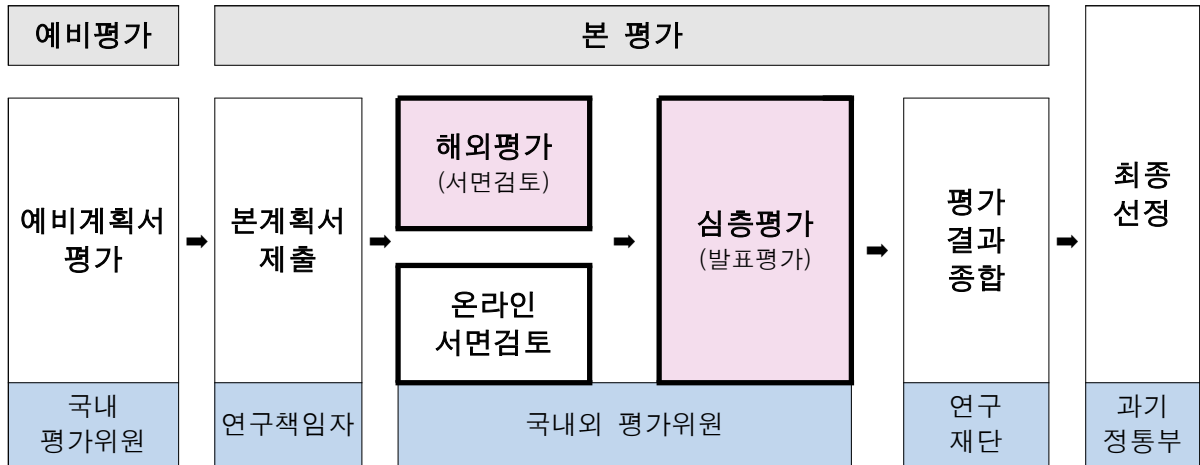 예비평가
본 평가
예비계획서
평가
➡
본계획서
제출
➡
해외평가
(서면검토)
온라인
서면검토
➡
심층평가
(발표평가)
➡
평가
결과
종합
➡
최종
선정
국내
평가위원
연구책임자
국내외 평가위원
연구
재단
과기
정통부